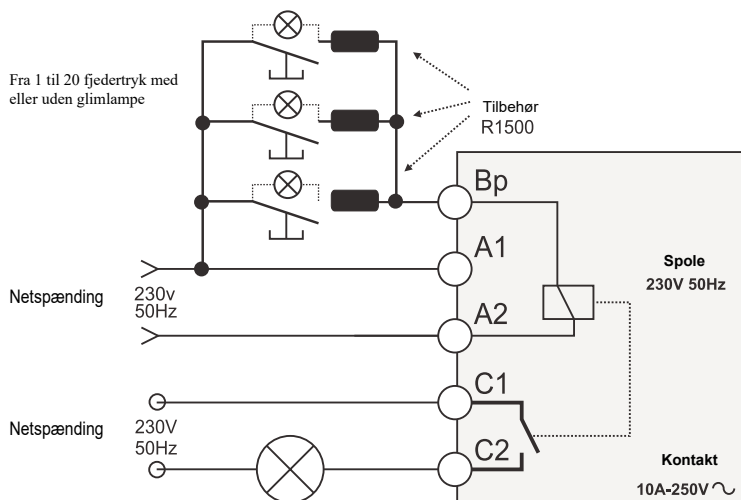 Fra 1 til 20 fjedertryk med
eller uden glimlampe
Tilbehør
R1500
Bp
A1
Spole
230V 50Hz
Netspænding
230v
50Hz
A2
C1
Netspænding
230V
50Hz
C2
Kontakt
10A-250V